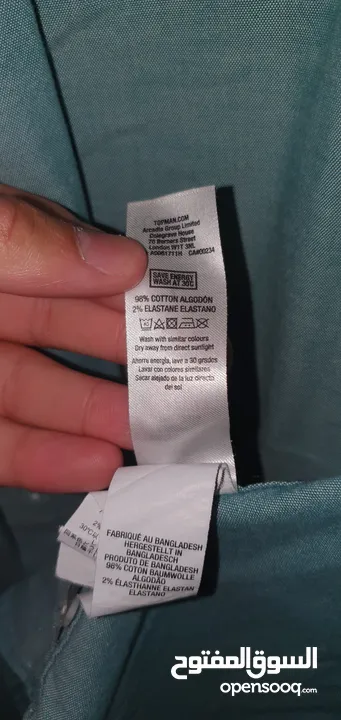 TOPMAN.COM
Arcadia Group Limited
Colegrave House
70 Berners Street
London W1T 3NL
CA#00234
SAVE ENERGY
WASH AT 30C
98% COTTON ALGODÓN
2% ELASTANE ELASTANO
Wash with similar colours
Dry away from direct sunlight
Ahorre energía, lave a 30 grados
Lavar con colores similares
Secar alejado de la luz directa
del sol
FABRIQUÉ AU BANGLADESH
HERGESTELLT IN
BANGLADESCH
PRODUTO DE BANGLADESH
98% COTON BAUMWOLLE
ALGODÃO
2% ÉLASTHANNE ELASTAN
ELASTANO
السوق المفتوح
opensooq.com